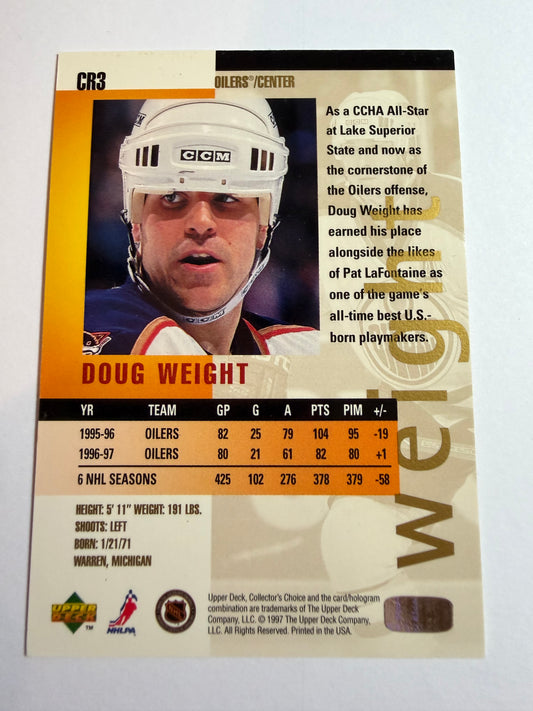 CR3
OILERS®/CENTER
CCM
As a CCHA All-Star
at Lake Superior
State and now as
the cornerstone of
the Oilers offense,
Doug Weight has
earned his place
alongside the likes
of Pat LaFontaine as
one of the game's
all-time best U.S.-
born playmakers.
weight
DOUG WEIGHT
YR TEAM GP G A PTS PIM +/-
1995-96 OILERS 82 25 79 104 95 -19
1996-97 OILERS 80 21 61 82 80 +1
6 NHL SEASONS 425 102 276 378 379 -58
HEIGHT: 5' 11" WEIGHT: 191 LBS.
SHOOTS: LEFT
BORN: 1/21/71
WARREN, MICHIGAN
UPPER
DECK
TM
NHLPA
Upper Deck, Collector's Choice and the card/hologram
combination are trademarks of The Upper Deck
Company, LLC. © 1997 The Upper Deck Company,
LLC. All Rights Reserved. Printed in the USA.